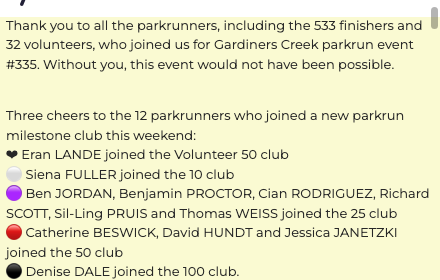 Thank you to all the parkrunners, including the 533 finishers and
32 volunteers, who joined us for Gardiners Creek parkrun event
#335. Without you, this event would not have been possible.
Three cheers to the 12 parkrunners who joined a new parkrun
milestone club this weekend:
❤ Eran LANDE joined the Volunteer 50 club
⚪ Siena FULLER joined the 10 club
🟣 Ben JORDAN, Benjamin PROCTOR, Cian RODRIGUEZ, Richard
SCOTT, Sil-Ling PRUIS and Thomas WEISS joined the 25 club
🔴 Catherine BESWICK, David HUNDT and Jessica JANETZKI
joined the 50 club
⚫ Denise DALE joined the 100 club.